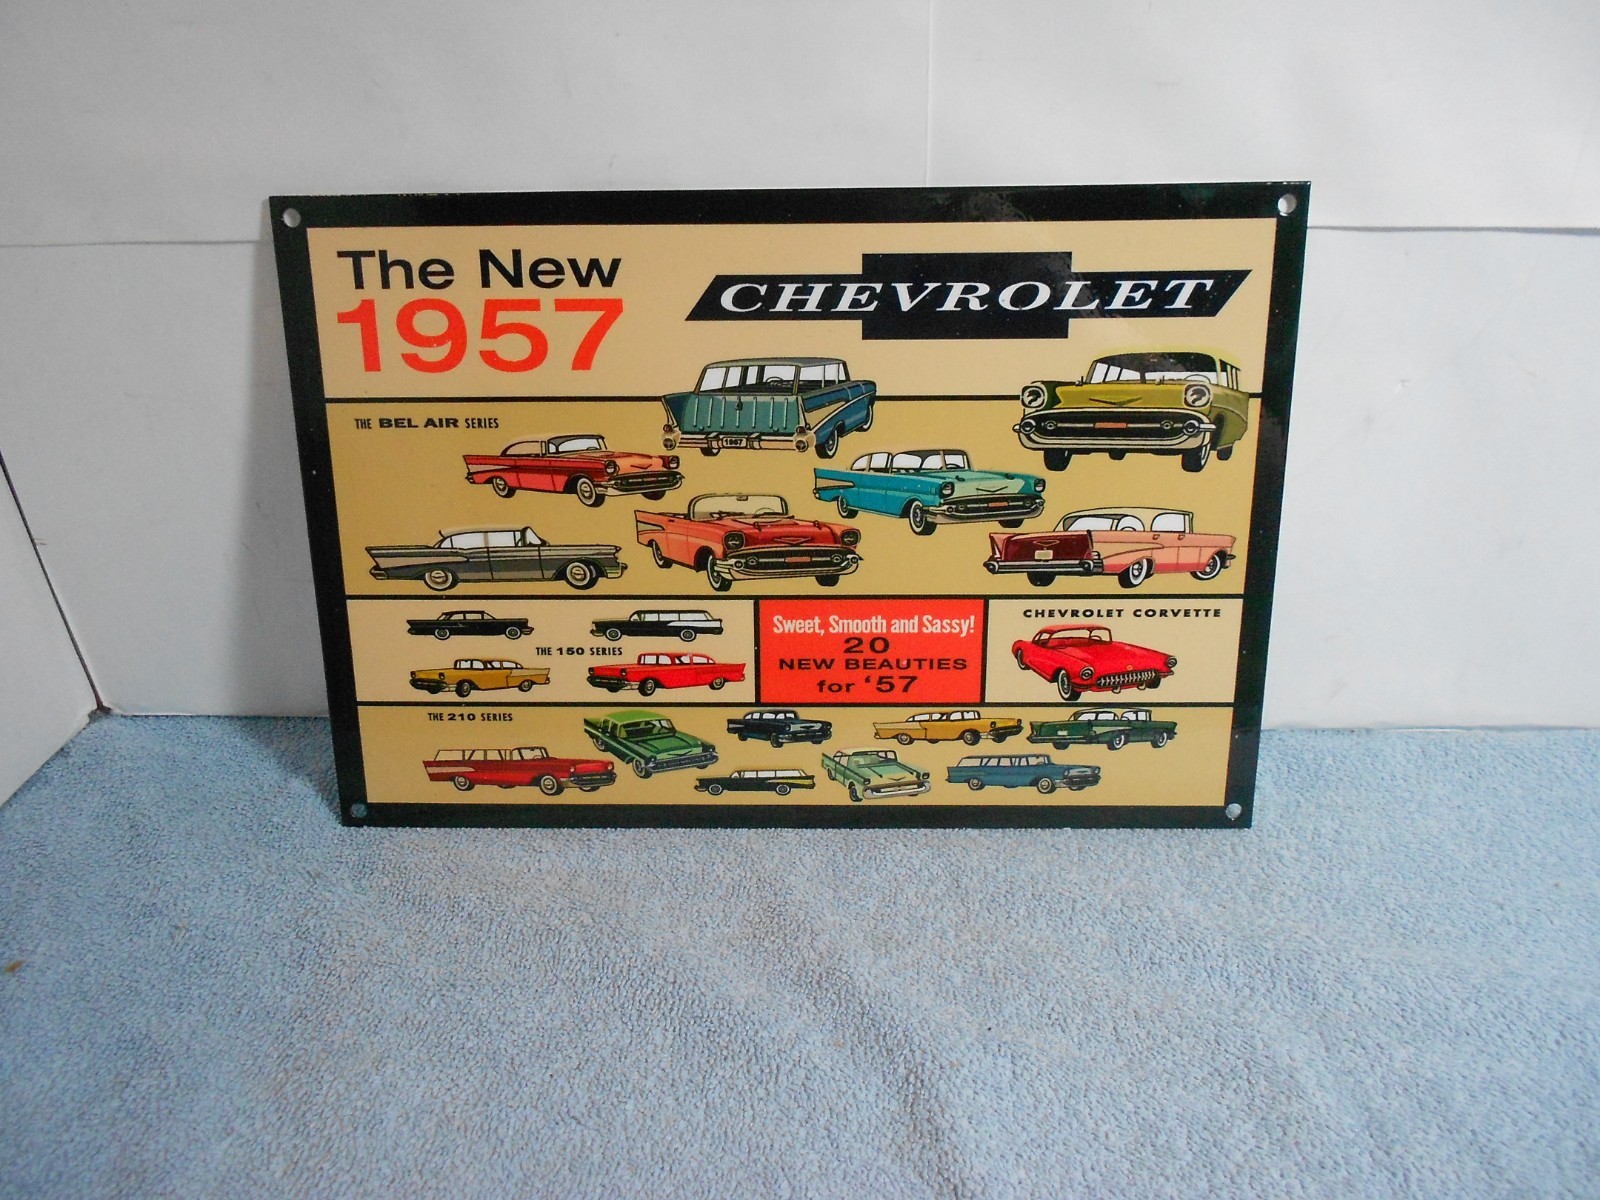 The New
1957
CHEVROLET
THE BEL AIR SERIES
1957
THE 150 SERIES
Sweet, Smooth and Sassy!
20
NEW BEAUTIES
for '57
CHEVROLET CORVETTE
THE 210 SERIES